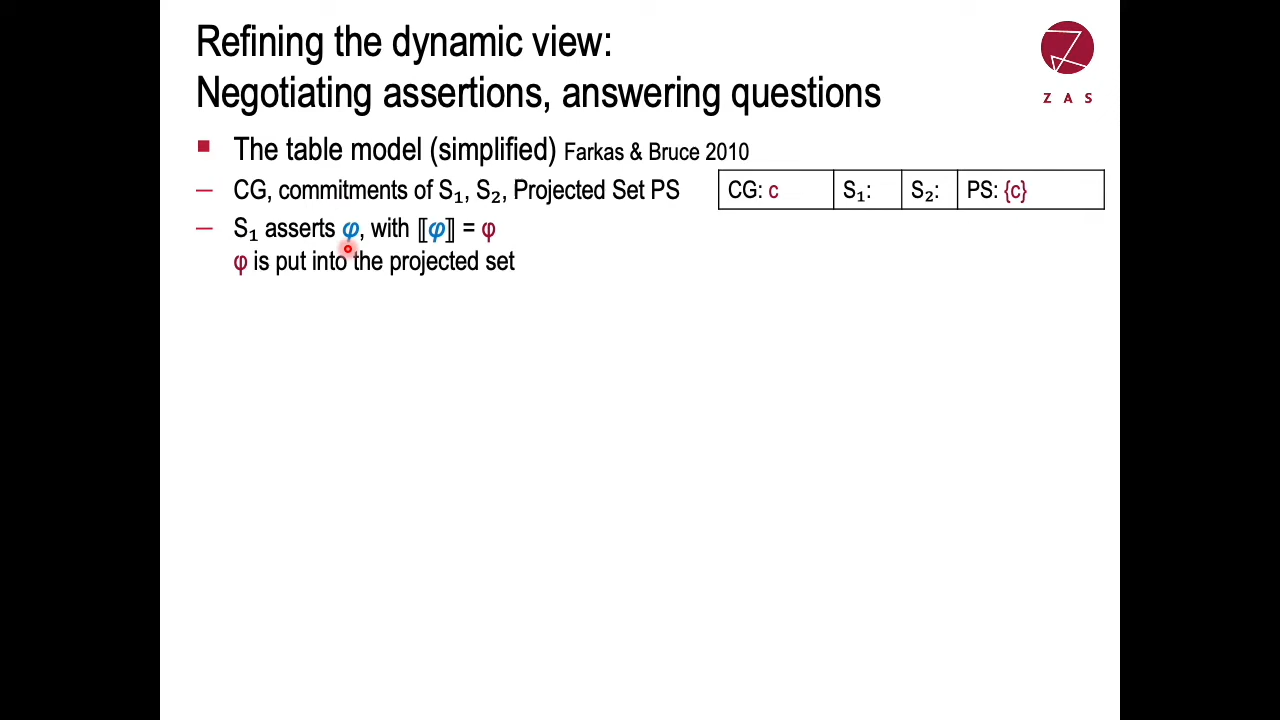 Refining the dynamic view:
Negotiating assertions, answering questions
ZAS
The table model (simplified) Farkas & Bruce 2010
CG, commitments of S₁, S₂, Projected Set PS
CG: c S₁: S₂: PS: {c}
S₁ asserts φ, with ⟦φ⟧ = φ
φ is put into the projected set